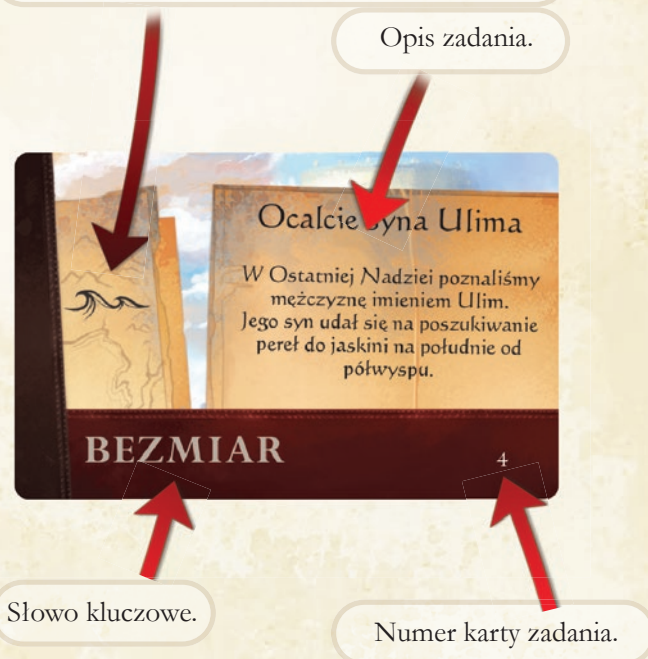 Opis zadania.
Ocalcie syna Ulima
W Ostatniej Nadziei poznaliśmy
mężczyznę imieniem Ulim.
Jego syn udał się na poszukiwanie
pereł do jaskini na południe od
półwyspu.
BEZMIAR
4
Słowo kluczowe.
Numer karty zadania.